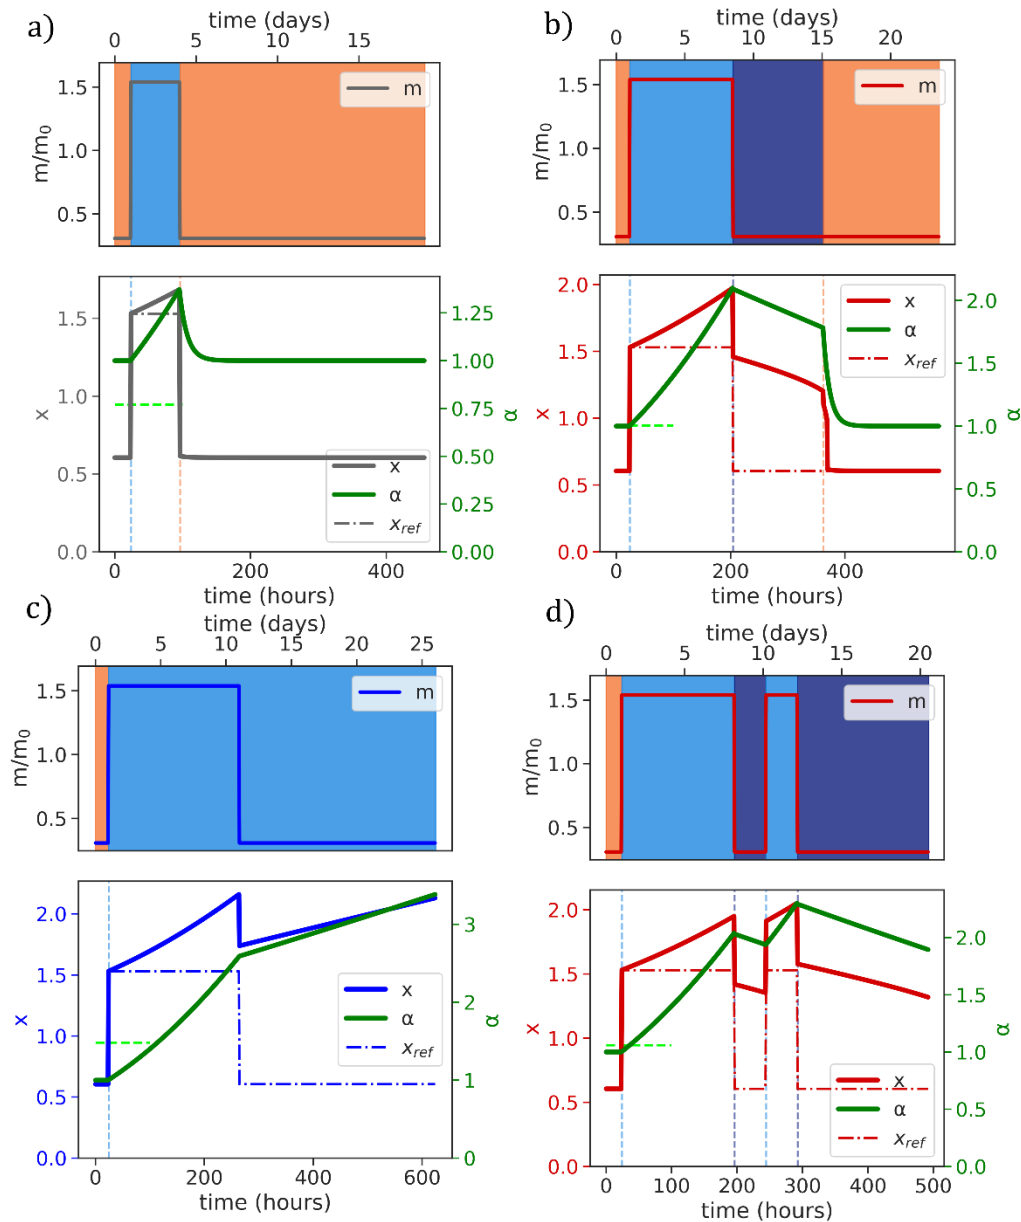 a)
time (days)
0 5 10 15
m
m/m0
1.5
1.0
0.5
x
1.5
1.0
0.5
0.0
α
1.25
1.00
0.75
0.50
0.25
0.00
x
α
xref
0 200 400
time (hours)
b)
time (days)
0 5 10 15 20
m
m/m0
1.5
1.0
0.5
x
2.0
1.5
1.0
0.5
0.0
α
2.0
1.5
1.0
0.5
0.0
x
α
xref
0 200 400
time (hours)
c)
time (days)
0 5 10 15 20 25
m
m/m0
1.5
1.0
0.5
x
2.0
1.5
1.0
0.5
0.0
α
3
2
1
0
x
α
xref
0 200 400 600
time (hours)
d)
time (days)
0 5 10 15 20
m
m/m0
1.5
1.0
0.5
x
2.0
1.5
1.0
0.5
0.0
α
2.0
1.5
1.0
0.5
0.0
x
α
xref
0 100 200 300 400 500
time (hours)